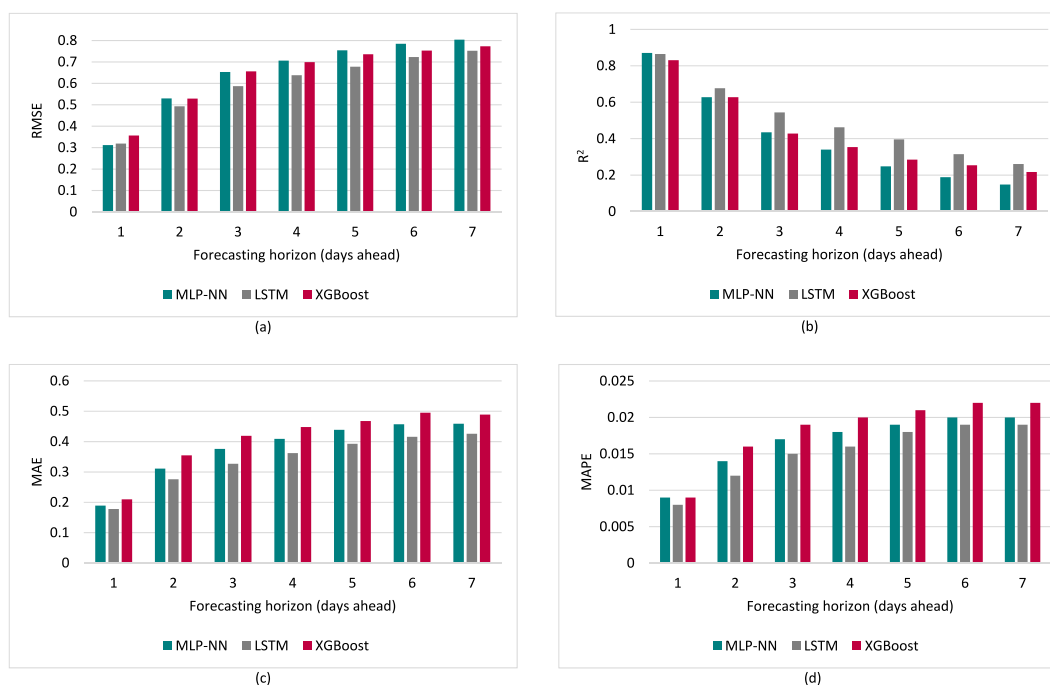 0.8
0.7
0.6
0.5
0.4
0.3
0.2
0.1
0
RMSE
1 2 3 4 5 6 7
Forecasting horizon (days ahead)
MLP-NN LSTM XGBoost
(a)
1
0.8
0.6
0.4
0.2
0
R²
1 2 3 4 5 6 7
Forecasting horizon (days ahead)
MLP-NN LSTM XGBoost
(b)
0.6
0.5
0.4
0.3
0.2
0.1
0
MAE
1 2 3 4 5 6 7
Forecasting horizon (days ahead)
MLP-NN LSTM XGBoost
(c)
0.025
0.02
0.015
0.01
0.005
0
MAPE
1 2 3 4 5 6 7
Forecasting horizon (days ahead)
MLP-NN LSTM XGBoost
(d)